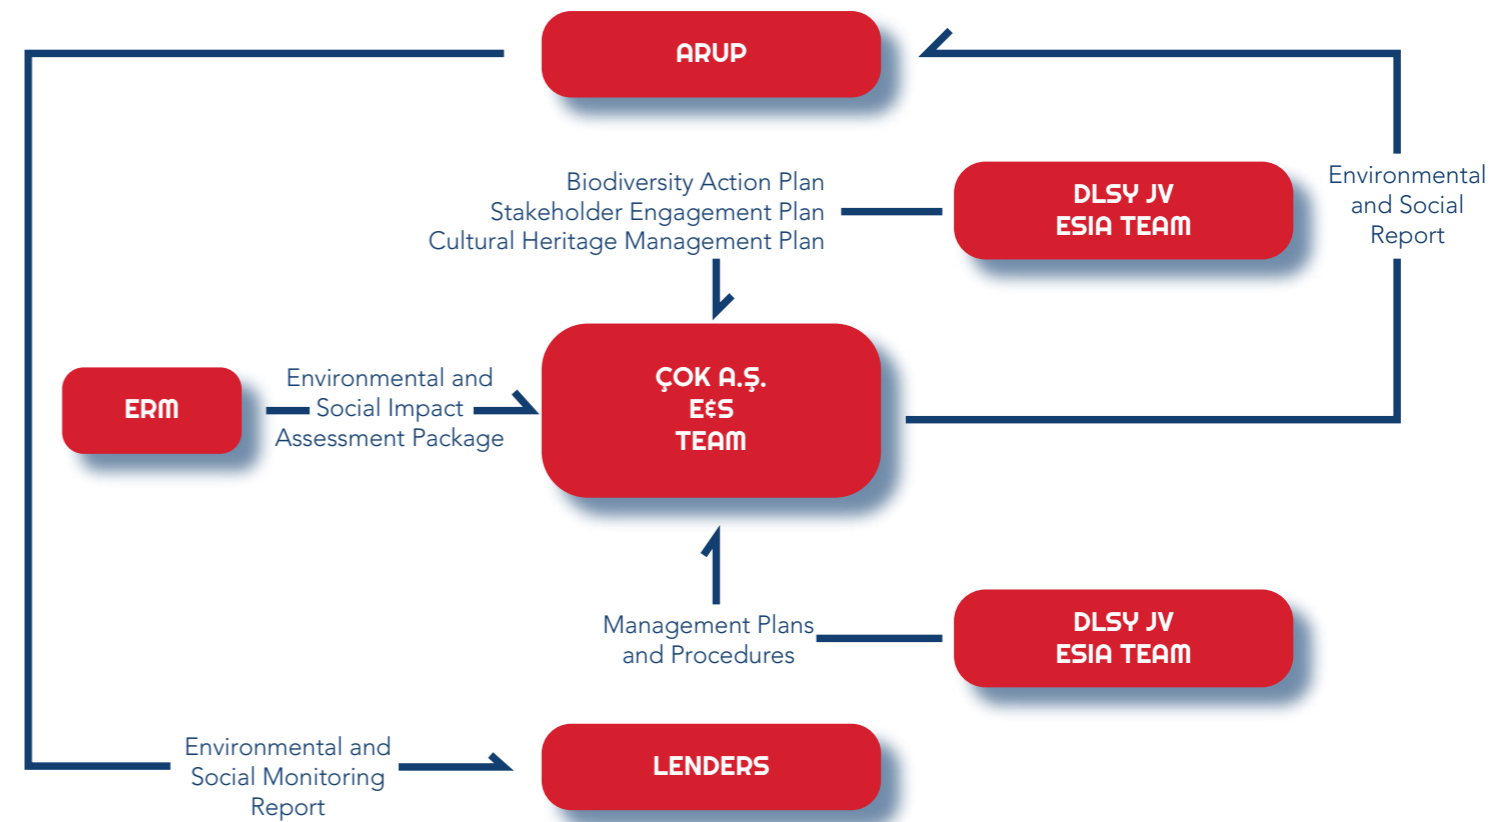 ARUP
Biodiversity Action Plan
Stakeholder Engagement Plan
Cultural Heritage Management Plan
DLSY JV
ESIA TEAM
Environmental
and Social
Report
ERM
Environmental and
Social Impact
Assessment Package
ÇOK A.Ş.
E&S
TEAM
Management Plans
and Procedures
DLSY JV
ESIA TEAM
Environmental and
Social Monitoring
Report
LENDERS